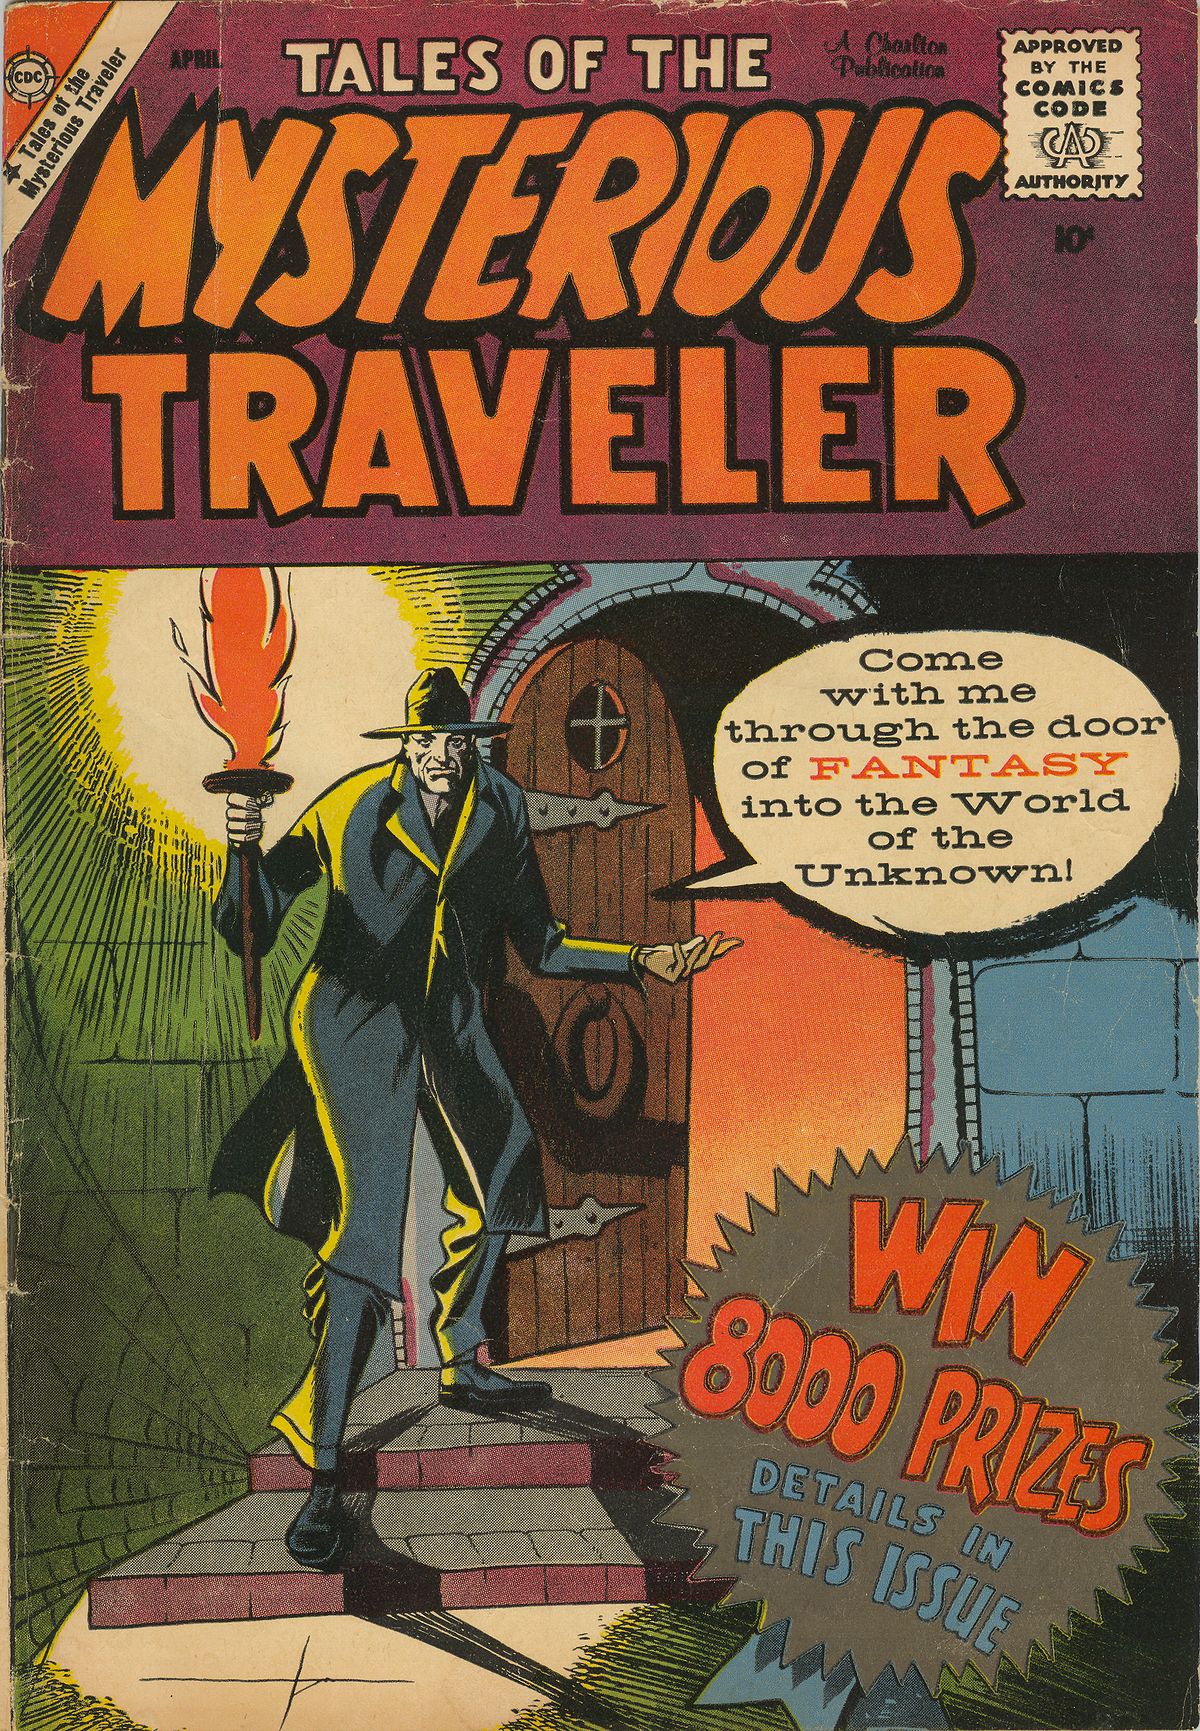 CDC
Tales of the
Mysterious Traveler
APRIL
TALES OF THE
A Charlton
Publication
APPROVED
BY THE
COMICS
CODE
CA
AUTHORITY
10¢
MYSTERIOUS
TRAVELER
Come
with me
through the door
of FANTASY
into the World
of the
Unknown!
WIN
8000 PRIZES
DETAILS IN
THIS ISSUE